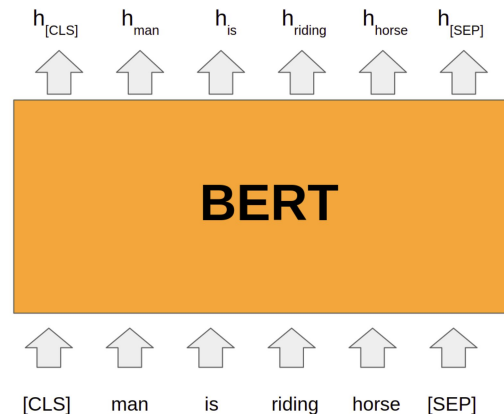 h[CLS] hman his hriding hhorse h[SEP]
BERT
[CLS] man is riding horse [SEP]